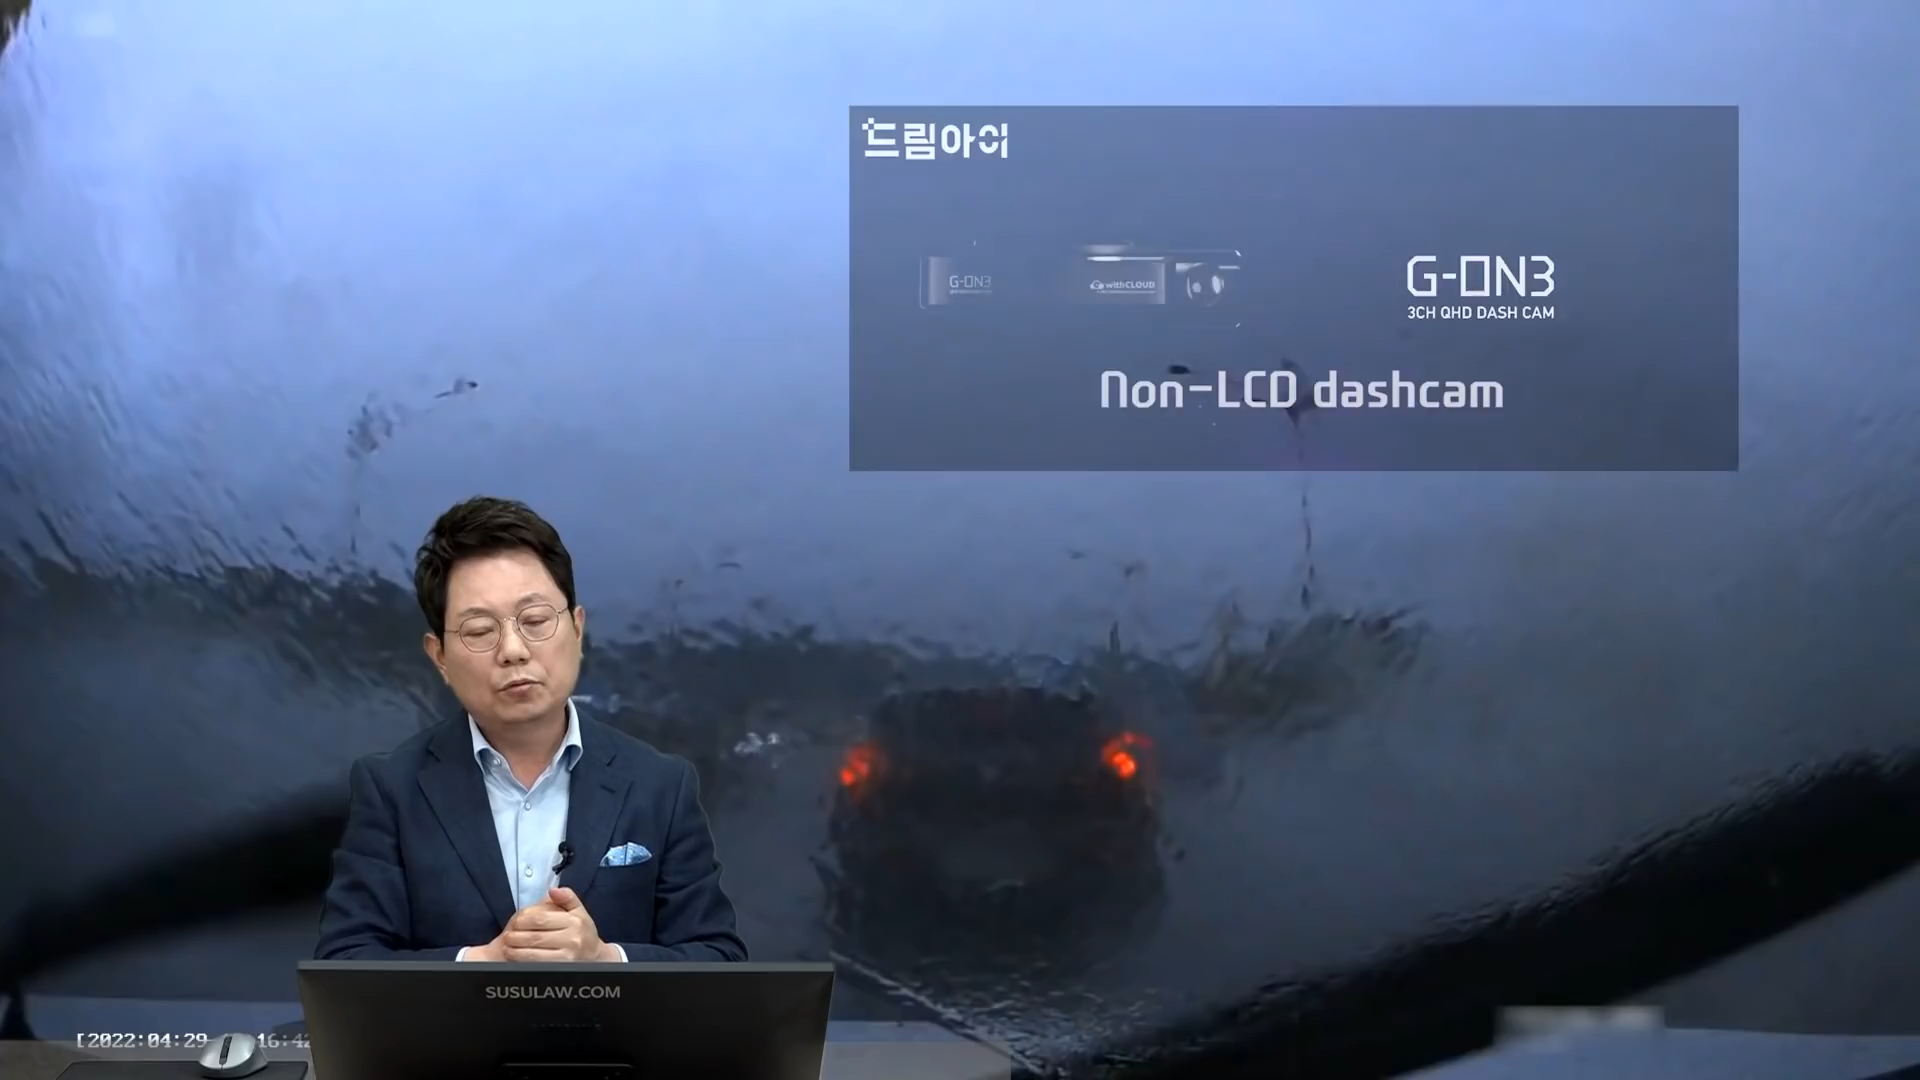 드림아이
G-ON3
withCLOUD
G-ON3
3CH QHD DASH CAM
Non-LCD dashcam
SUSULAW.COM
[2022:04:29 16:42